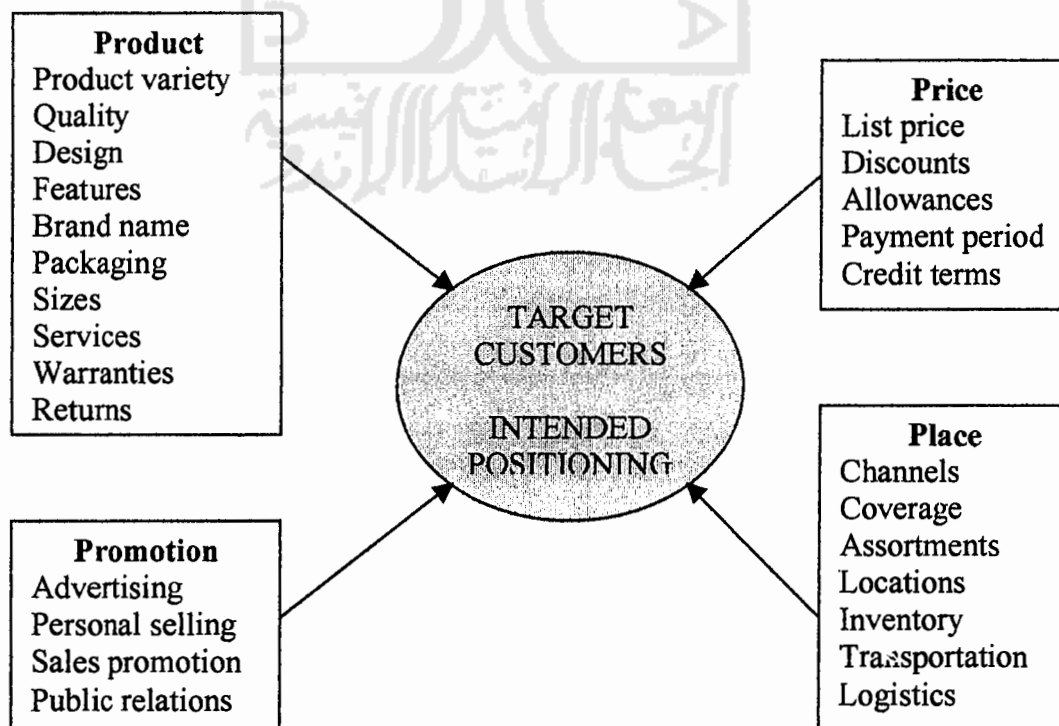 Product
Product variety
Quality
Design
Features
Brand name
Packaging
Sizes
Services
Warranties
Returns
Price
List price
Discounts
Allowances
Payment period
Credit terms
TARGET
CUSTOMERS
INTENDED
POSITIONING
Promotion
Advertising
Personal selling
Sales promotion
Public relations
Place
Channels
Coverage
Assortments
Locations
Inventory
Transportation
Logistics